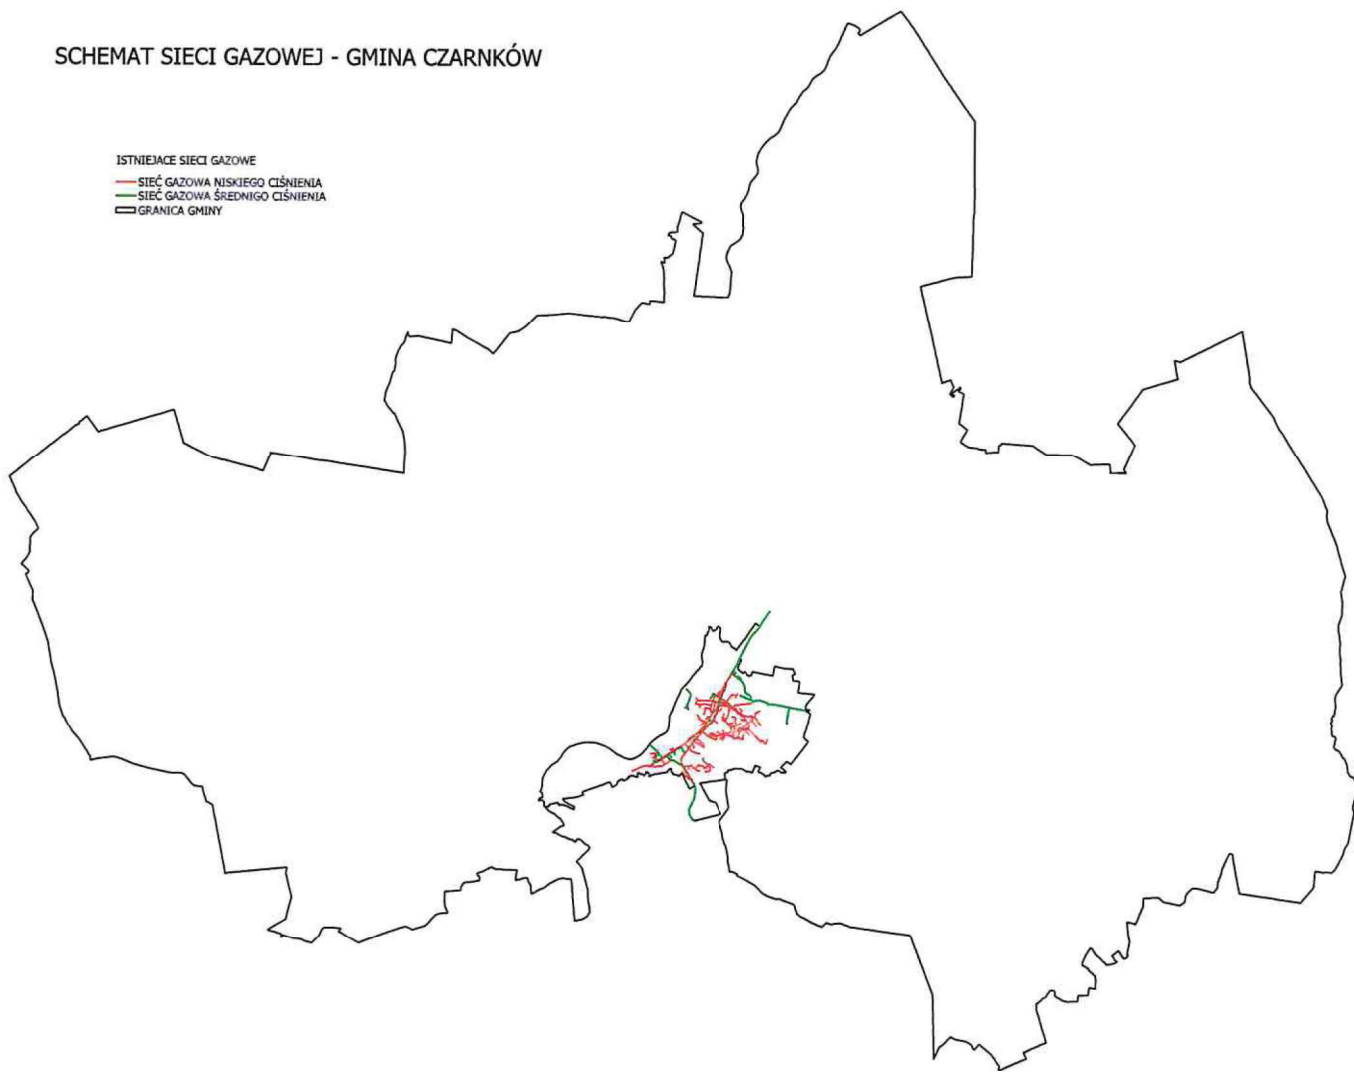 SCHEMAT SIECI GAZOWEJ - GMINA CZARNKÓW
ISTNIEJACE SIECI GAZOWE
SIEĆ GAZOWA NISKIEGO CIŚNIENIA
SIEĆ GAZOWA ŚREDNIGO CIŚNIENIA
GRANICA GMINY